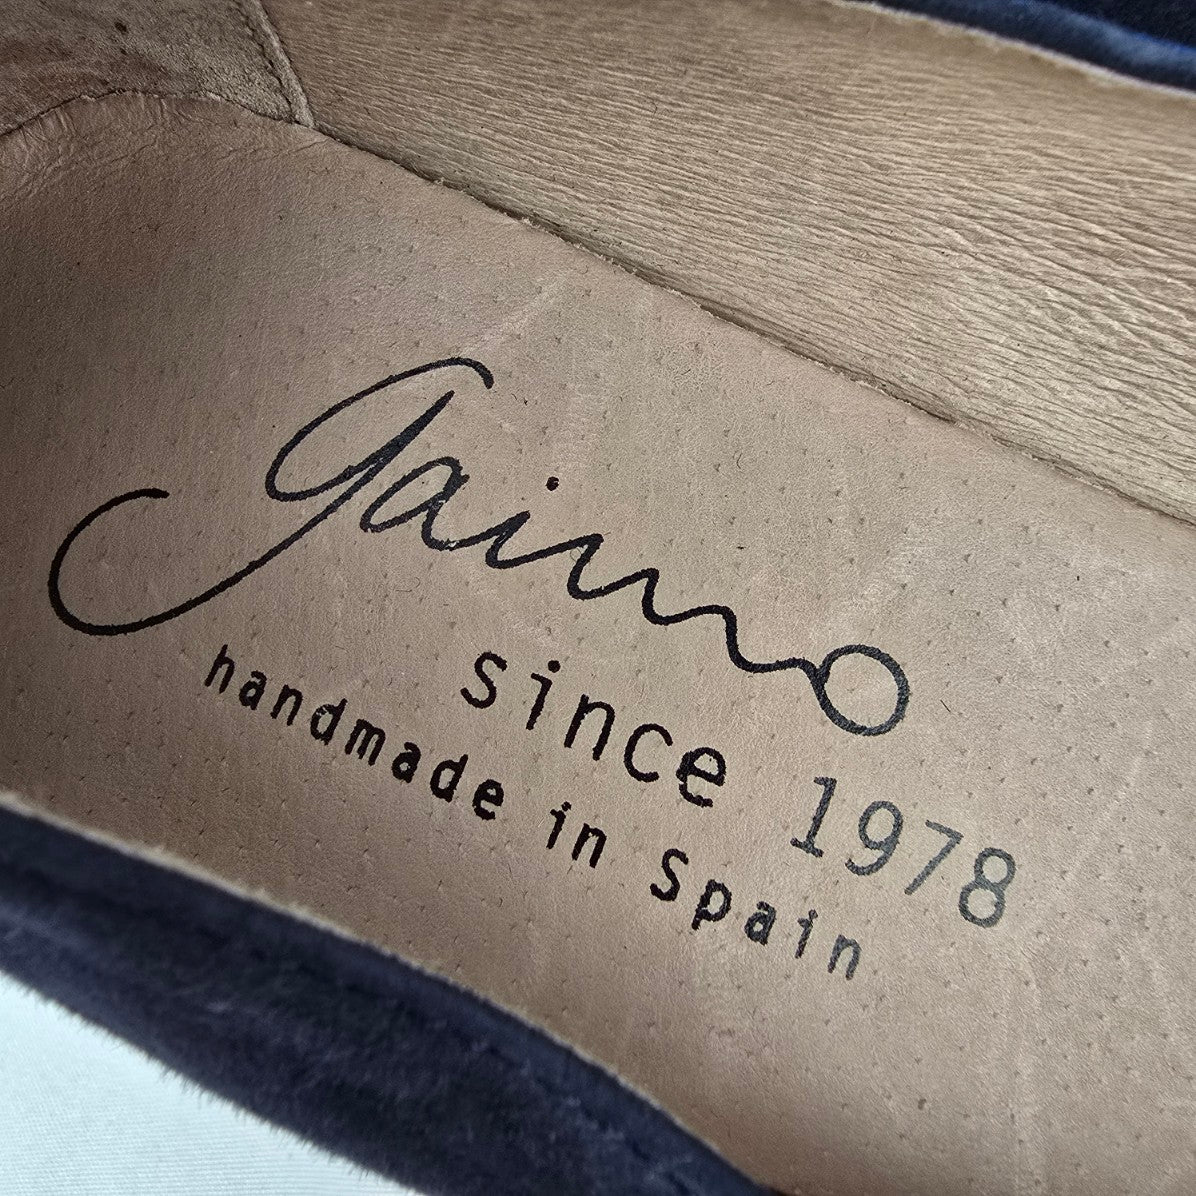 gaimo
since 1978
handmade in Spain